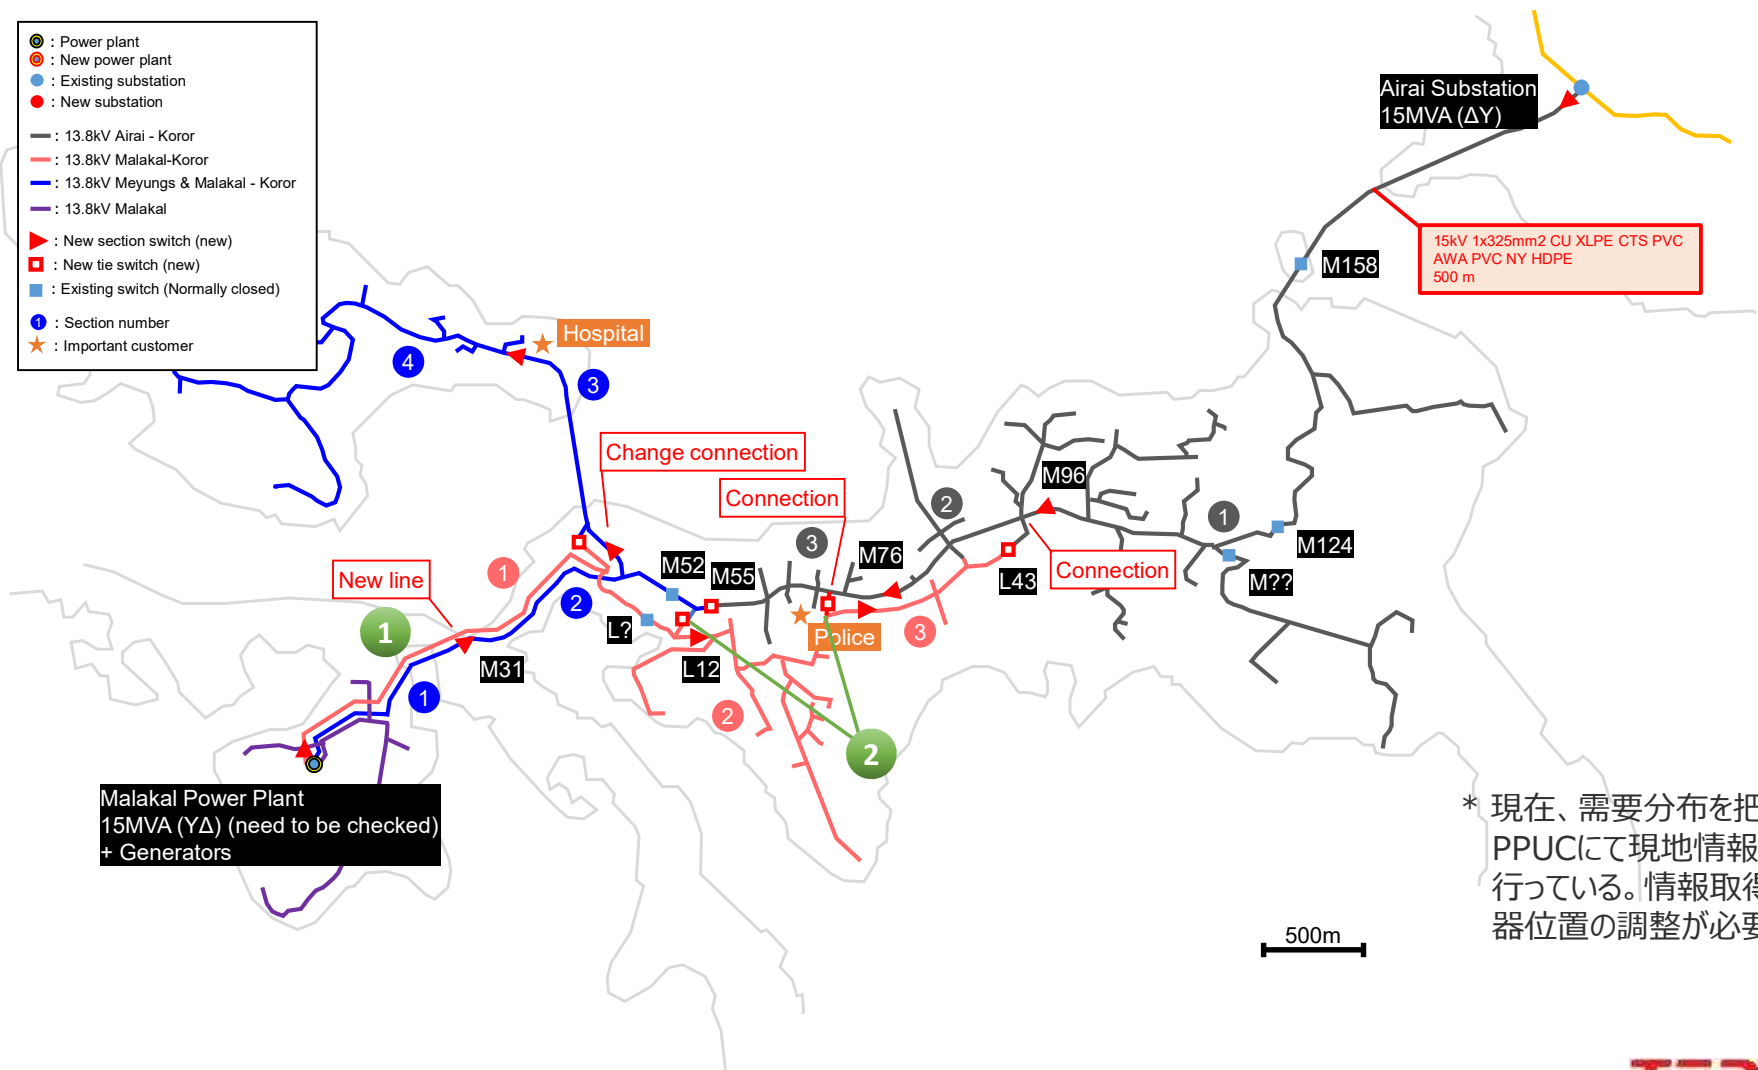 : Power plant
: New power plant
: Existing substation
: New substation
: 13.8kV Airai - Koror
: 13.8kV Malakal-Koror
: 13.8kV Meyungs & Malakal - Koror
: 13.8kV Malakal
: New section switch (new)
: New tie switch (new)
: Existing switch (Normally closed)
1 : Section number
: Important customer
Airai Substation
15MVA (ΔY)
15kV 1x325mm2 CU XLPE CTS PVC
AWA PVC NY HDPE
500 m
M158
Hospital
4
3
Change connection
Connection
M96
2
1
M124
3
M76
M52
M55
L43
Connection
M??
New line
1
2
1
L?
Police
3
M31
L12
1
2
2
Malakal Power Plant
15MVA (YΔ) (need to be checked)
+ Generators
* 現在、需要分布を把
PPUCにて現地情報
行っている。情報取得
器位置の調整が必要
500m